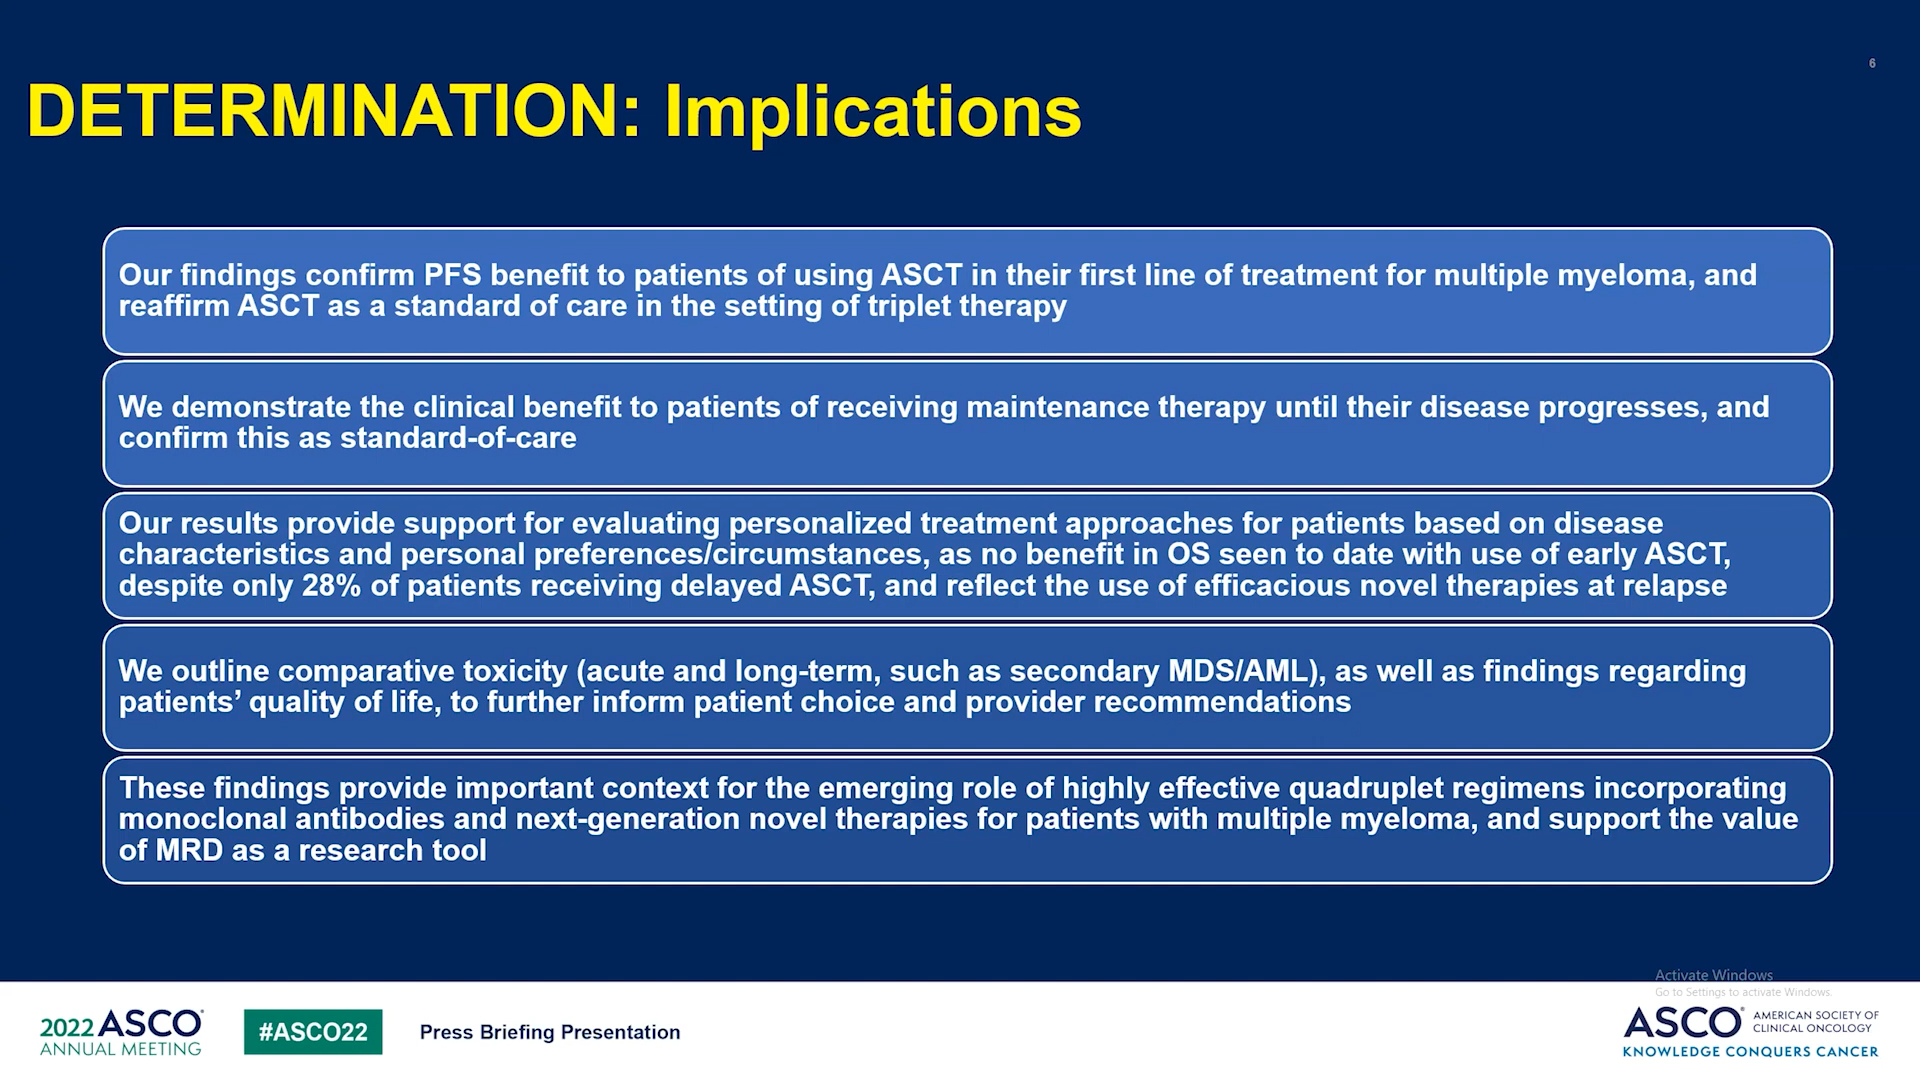 6
DETERMINATION: Implications
Our findings confirm PFS benefit to patients of using ASCT in their first line of treatment for multiple myeloma, and
reaffirm ASCT as a standard of care in the setting of triplet therapy
We demonstrate the clinical benefit to patients of receiving maintenance therapy until their disease progresses, and
confirm this as standard-of-care
Our results provide support for evaluating personalized treatment approaches for patients based on disease
characteristics and personal preferences/circumstances, as no benefit in OS seen to date with use of early ASCT,
despite only 28% of patients receiving delayed ASCT, and reflect the use of efficacious novel therapies at relapse
We outline comparative toxicity (acute and long-term, such as secondary MDS/AML), as well as findings regarding
patients’ quality of life, to further inform patient choice and provider recommendations
These findings provide important context for the emerging role of highly effective quadruplet regimens incorporating
monoclonal antibodies and next-generation novel therapies for patients with multiple myeloma, and support the value
of MRD as a research tool
Activate Windows
Go to Settings to activate Windows.
2022 ASCO®
ANNUAL MEETING
#ASCO22
Press Briefing Presentation
ASCO®
AMERICAN SOCIETY OF
CLINICAL ONCOLOGY
KNOWLEDGE CONQUERS CANCER